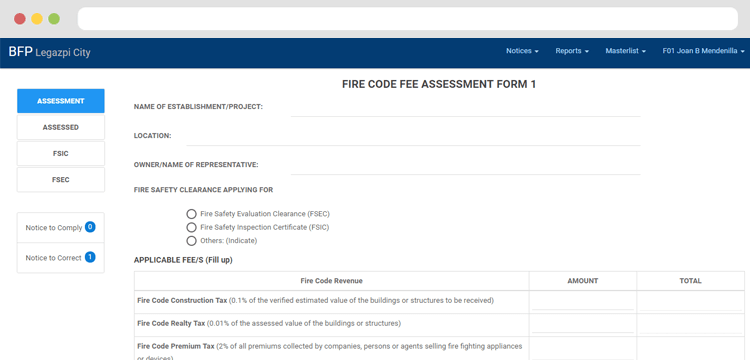 BFP Legazpi City
Notices
Reports
Masterlist
F01 Joan B Mendenilla
ASSESSMENT
ASSESSED
FSIC
FSEC
Notice to Comply 0
Notice to Correct 1
FIRE CODE FEE ASSESSMENT FORM 1
NAME OF ESTABLISHMENT/PROJECT:
LOCATION:
OWNER/NAME OF REPRESENTATIVE:
FIRE SAFETY CLEARANCE APPLYING FOR
Fire Safety Evaluation Clearance (FSEC)
Fire Safety Inspection Certificate (FSIC)
Others: (Indicate)
APPLICABLE FEE/S (Fill up)
Fire Code Revenue AMOUNT TOTAL
Fire Code Construction Tax (0.1% of the verified estimated value of the buildings or structures to be received)
Fire Code Realty Tax (0.01% of the assessed value of the buildings or structures)
Fire Code Premium Tax (2% of all premiums collected by companies, persons or agents selling fire fighting appliances
or devices)